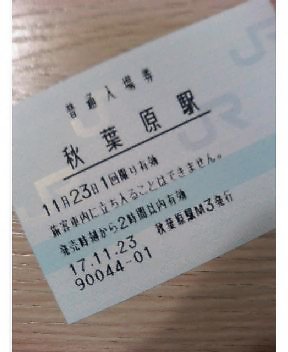 普通入場券
秋葉原駅
11月23日1回限り有効
旅客車内に立ち入ることはできません。
発売時刻から2時間以内有効
17.11.23 秋葉原駅M3発行
90044-01